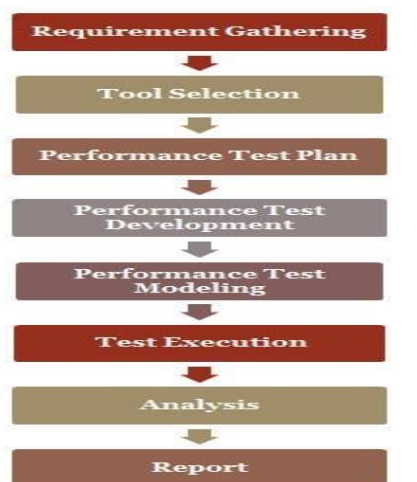 Requirement Gathering
Tool Selection
Performance Test Plan
Performance Test
Development
Performance Test
Modeling
Test Execution
Analysis
Report